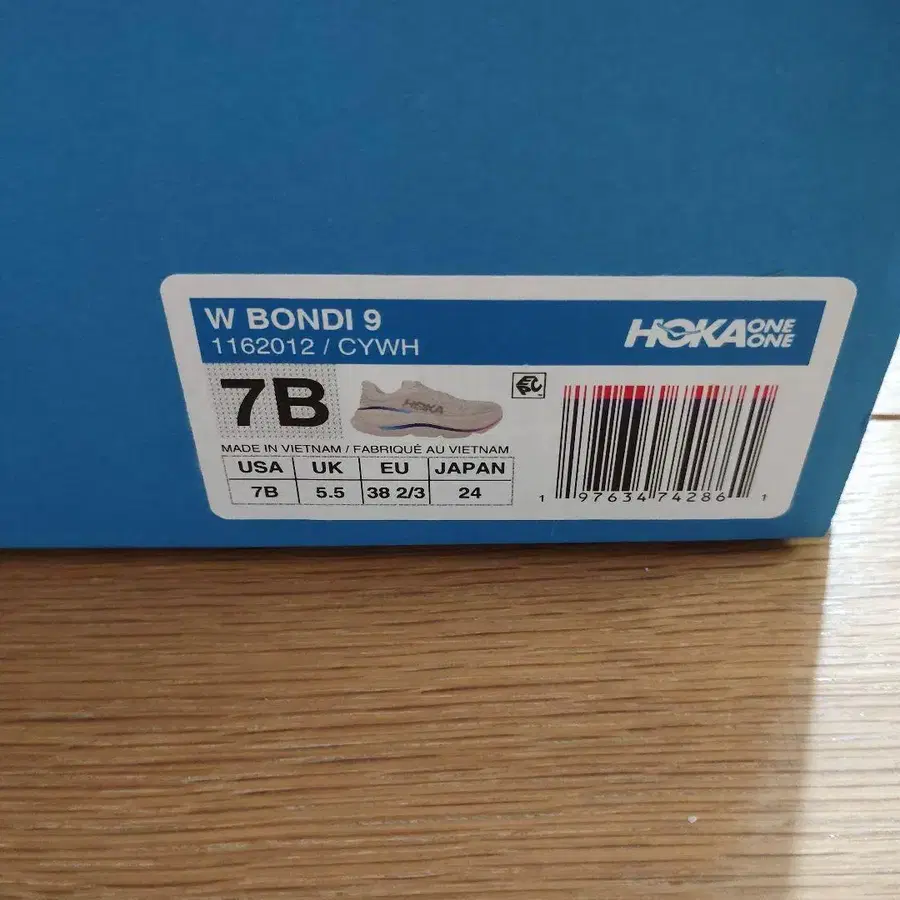 W BONDI 9
1162012 / CYWH
HOKA ONE ONE
7B
HOKA
MADE IN VIETNAM / FABRIQUÉ AU VIETNAM
USA UK EU JAPAN
7B 5.5 38 2/3 24
1 97634 74286 1